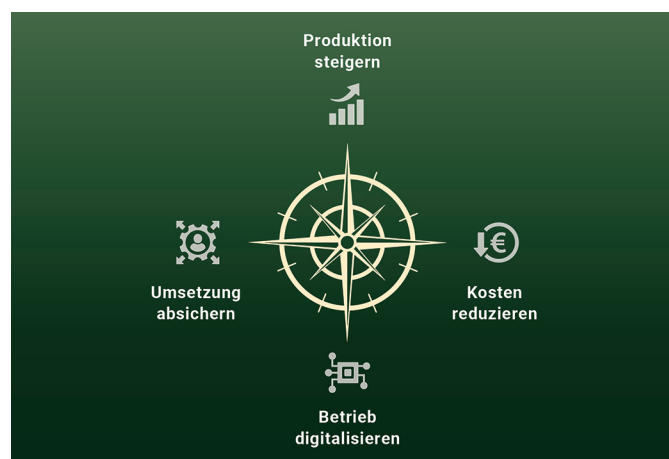 Produktion
steigern
Umsetzung
absichern
€
Kosten
reduzieren
Betrieb
digitalisieren